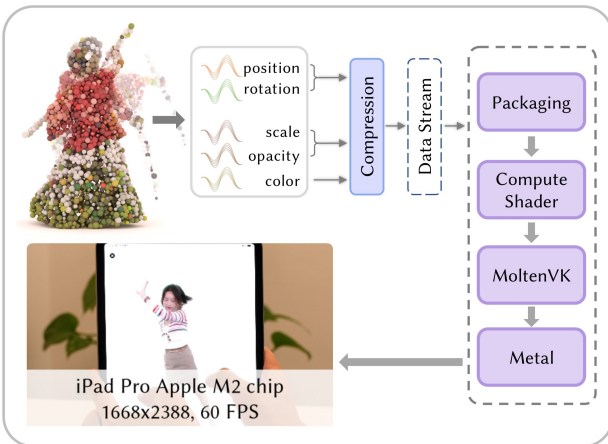 position
rotation
scale
opacity
color
Compression
Data Stream
Packaging
Compute
Shader
MoltenVK
Metal
iPad Pro Apple M2 chip
1668x2388, 60 FPS